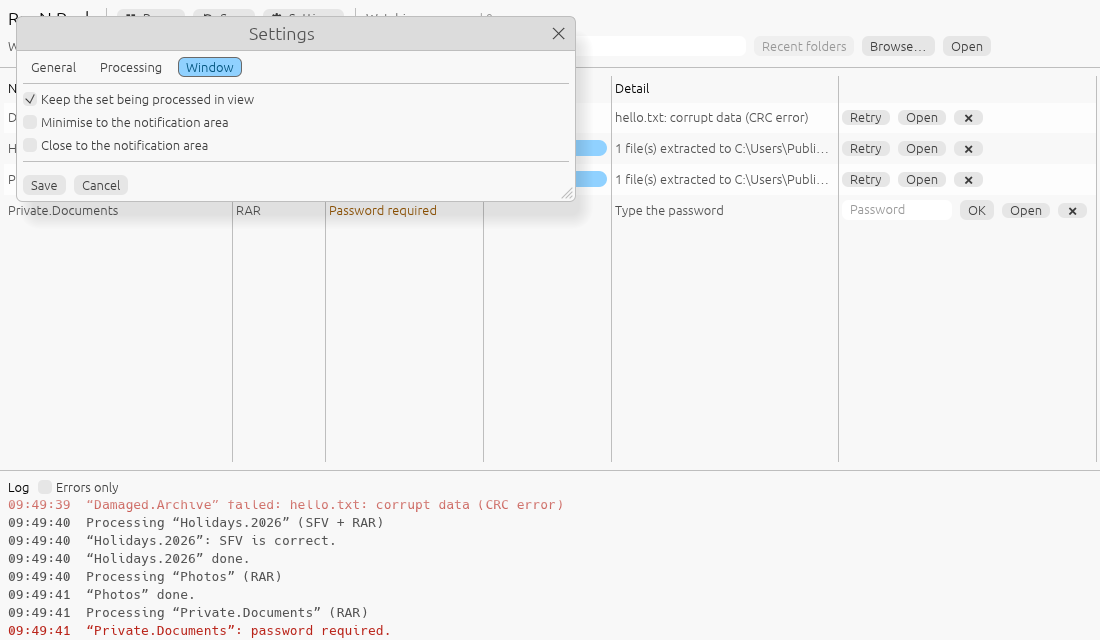 Settings
General Processing Window
Recent folders Browse… Open
Keep the set being processed in view
Minimise to the notification area
Close to the notification area
Save Cancel
Detail
hello.txt: corrupt data (CRC error) Retry Open ×
1 file(s) extracted to C:\Users\Publi… Retry Open ×
1 file(s) extracted to C:\Users\Publi… Retry Open ×
Private.Documents RAR Password required Type the password Password OK Open ×
Log Errors only
09:49:39 “Damaged.Archive” failed: hello.txt: corrupt data (CRC error)
09:49:40 Processing “Holidays.2026” (SFV + RAR)
09:49:40 “Holidays.2026”: SFV is correct.
09:49:40 “Holidays.2026” done.
09:49:40 Processing “Photos” (RAR)
09:49:41 “Photos” done.
09:49:41 Processing “Private.Documents” (RAR)
09:49:41 “Private.Documents”: password required.